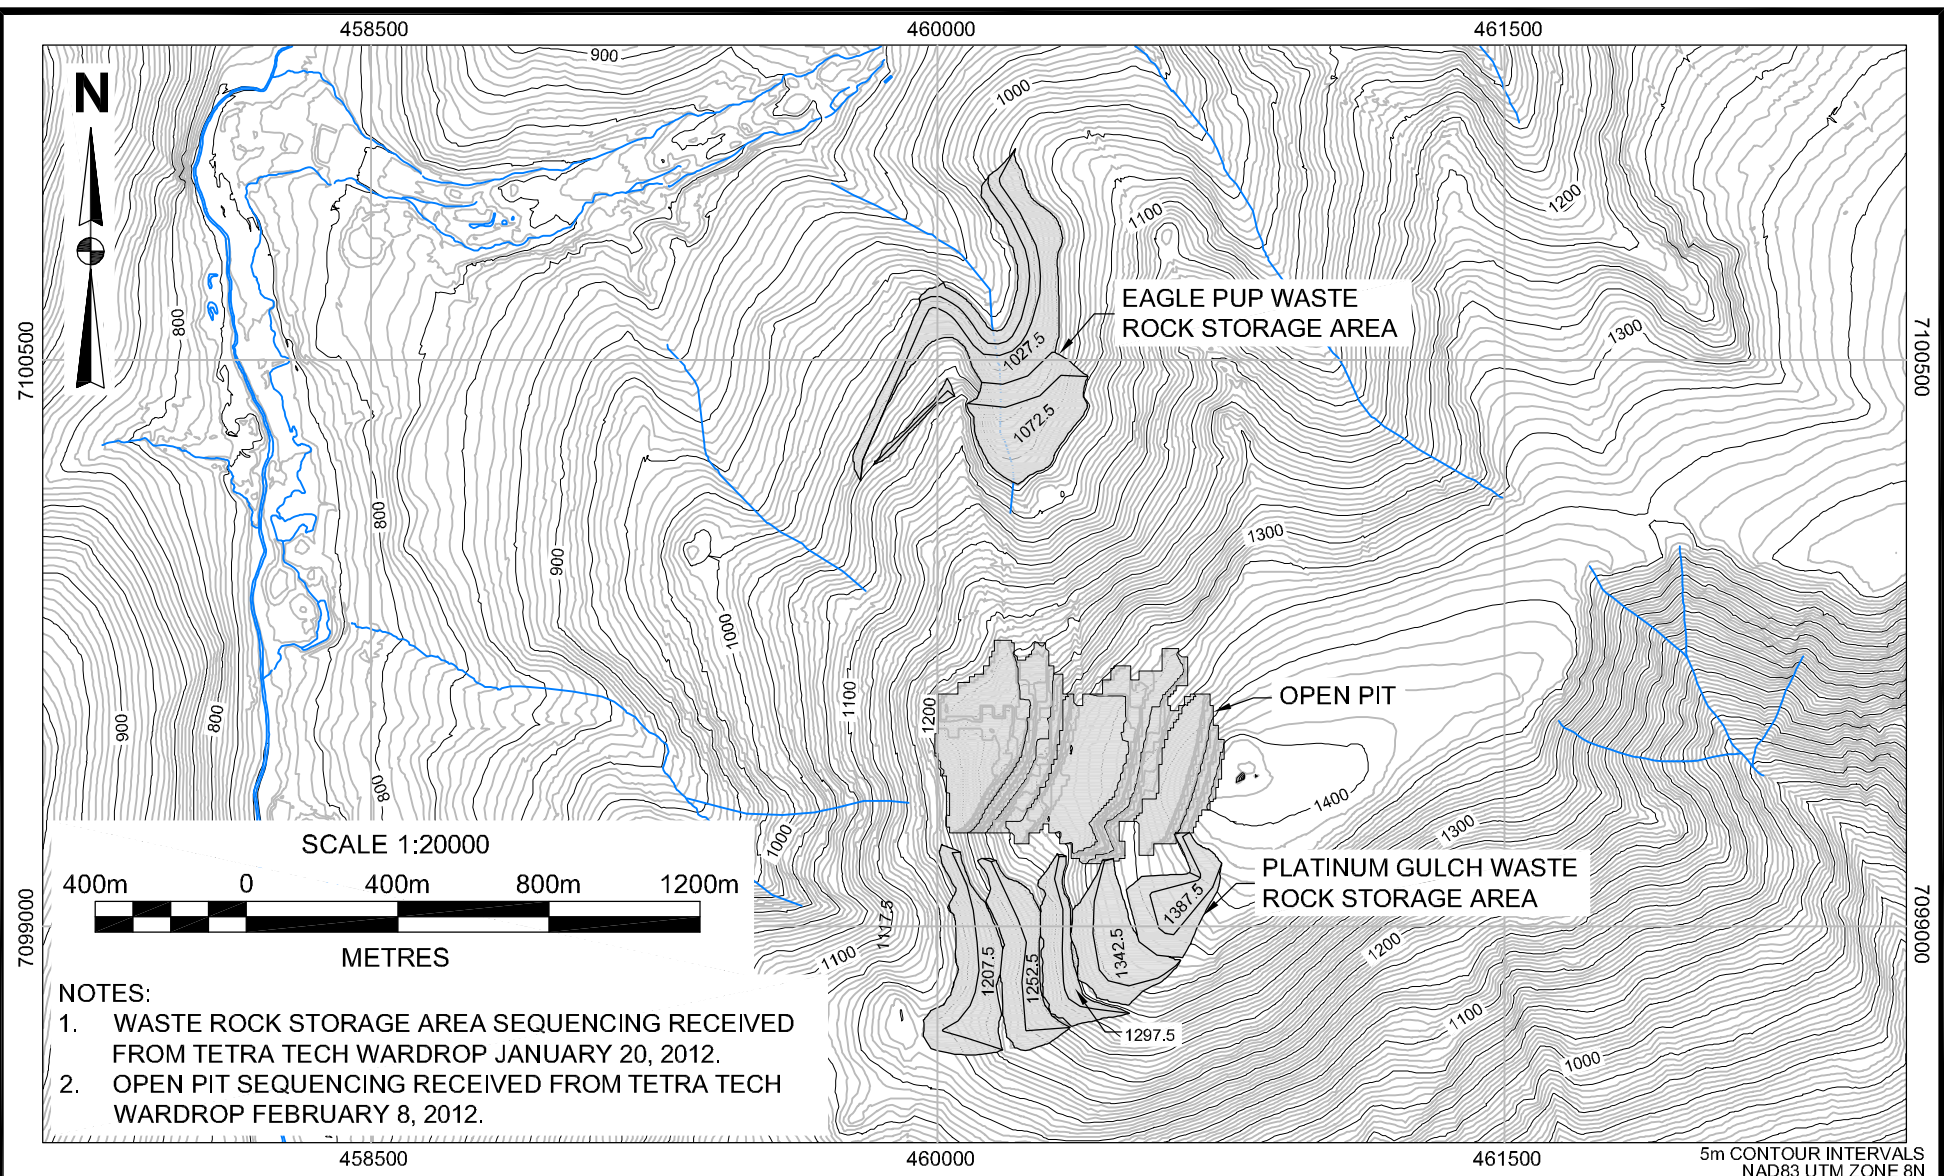 458500
460000
461500
N
900
1000
1100
1200
EAGLE PUP WASTE
ROCK STORAGE AREA
800
1300
7100500
7100500
1027.5
1072.5
800
1300
900
1000
1100
1200
OPEN PIT
900
800
800
1400
1300
SCALE 1:20000
1000
PLATINUM GULCH WASTE
ROCK STORAGE AREA
400m 0 400m 800m 1200m
1387.5
1117.5
7099000
7099000
METRES
1100
1207.5
1252.5
1342.5
1200
NOTES:
1. WASTE ROCK STORAGE AREA SEQUENCING RECEIVED
FROM TETRA TECH WARDROP JANUARY 20, 2012.
1100
1297.5
1000
2. OPEN PIT SEQUENCING RECEIVED FROM TETRA TECH
WARDROP FEBRUARY 8, 2012.
458500
460000
461500
5m CONTOUR INTERVALS
NAD83 UTM ZONE 8N